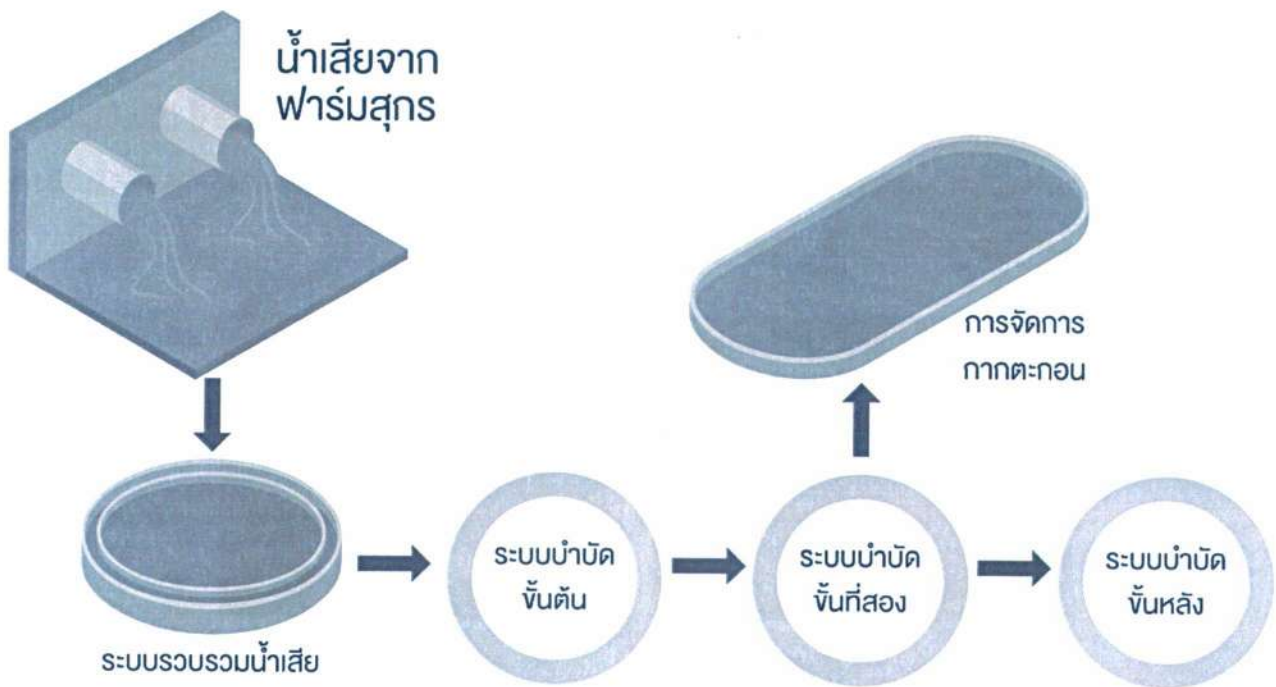 น้ำเสียจาก
ฟาร์มสุกร
การจัดการ
กากตะกอน
ระบบบำบัด
ขั้นต้น
ระบบบำบัด
ขั้นที่สอง
ระบบบำบัด
ขั้นหลัง
ระบบรวบรวมน้ำเสีย